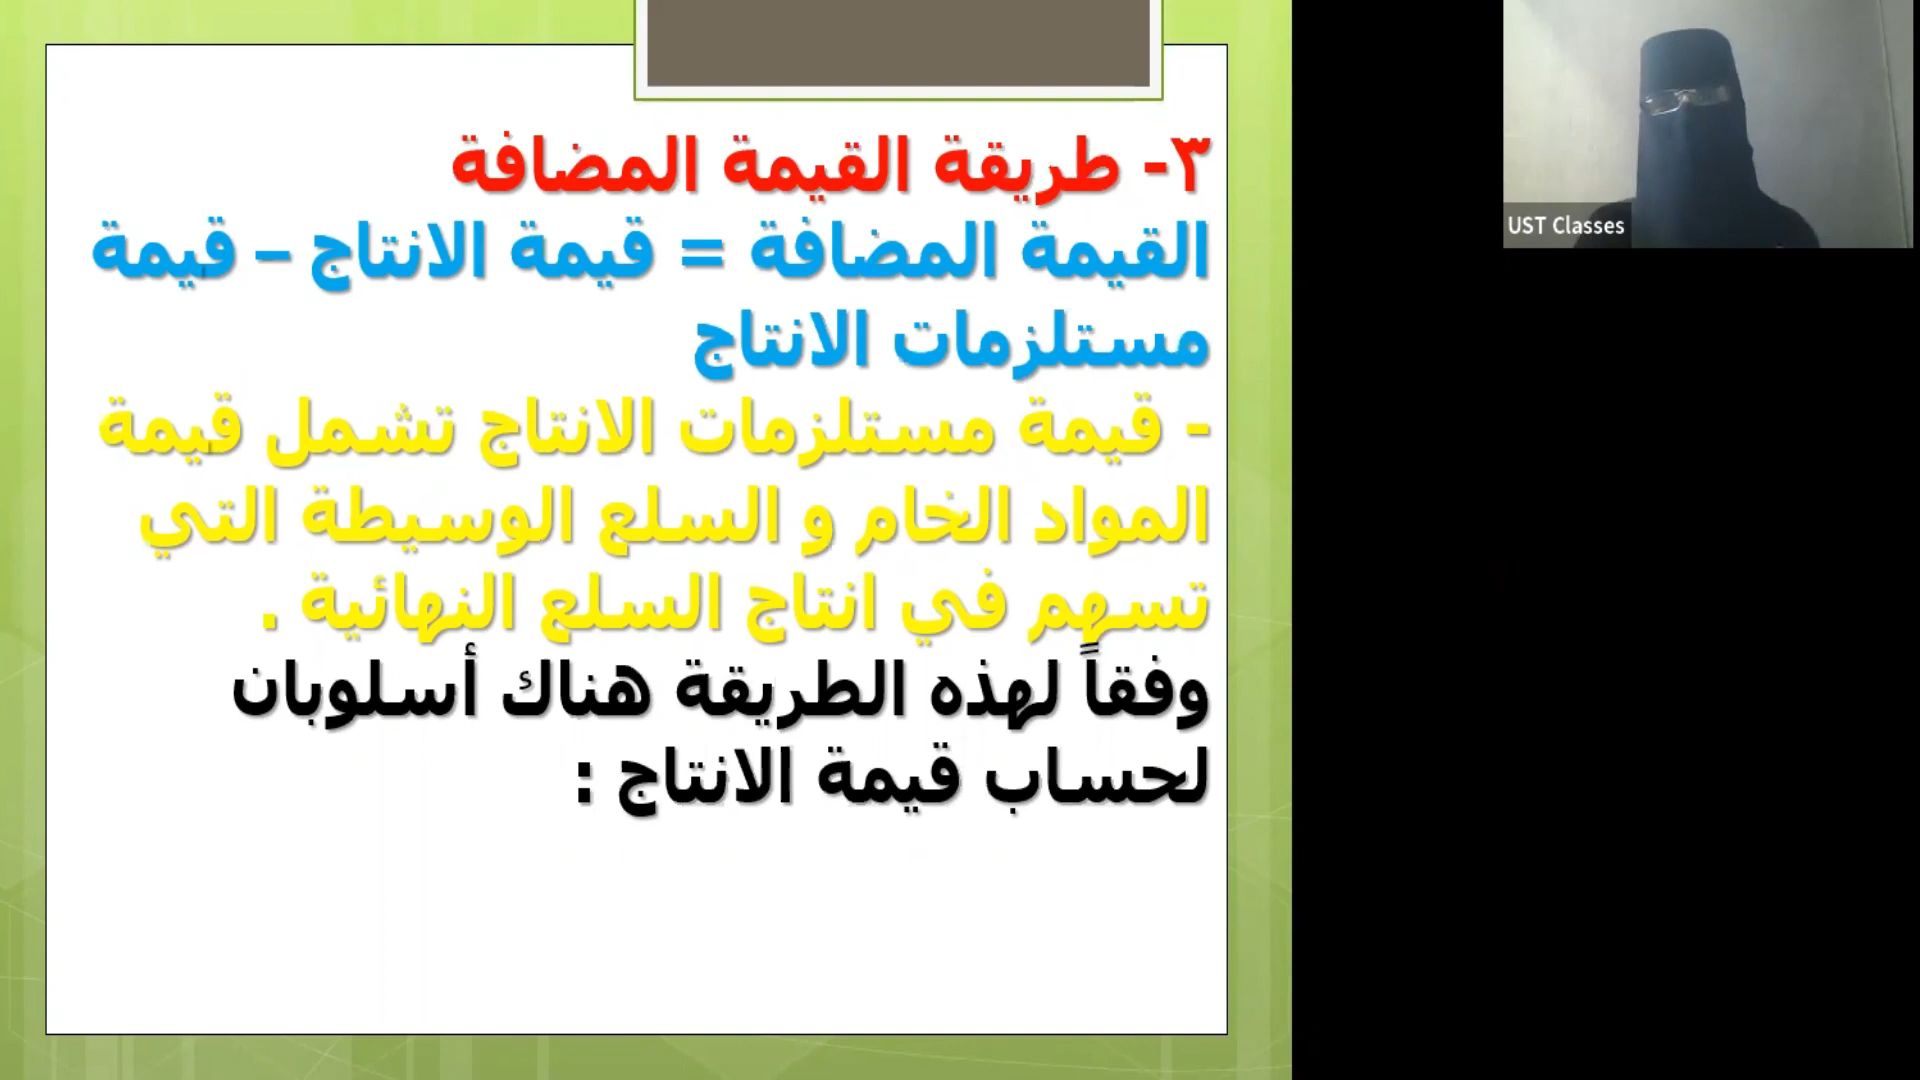 ٣- طريقة القيمة المضافة
القيمة المضافة = قيمة الانتاج – قيمة
مستلزمات الانتاج
- قيمة مستلزمات الانتاج تشمل قيمة
المواد الخام و السلع الوسيطة التي
تسهم في انتاج السلع النهائية .
وفقاً لهذه الطريقة هناك أسلوبان
لحساب قيمة الانتاج :
UST Classes